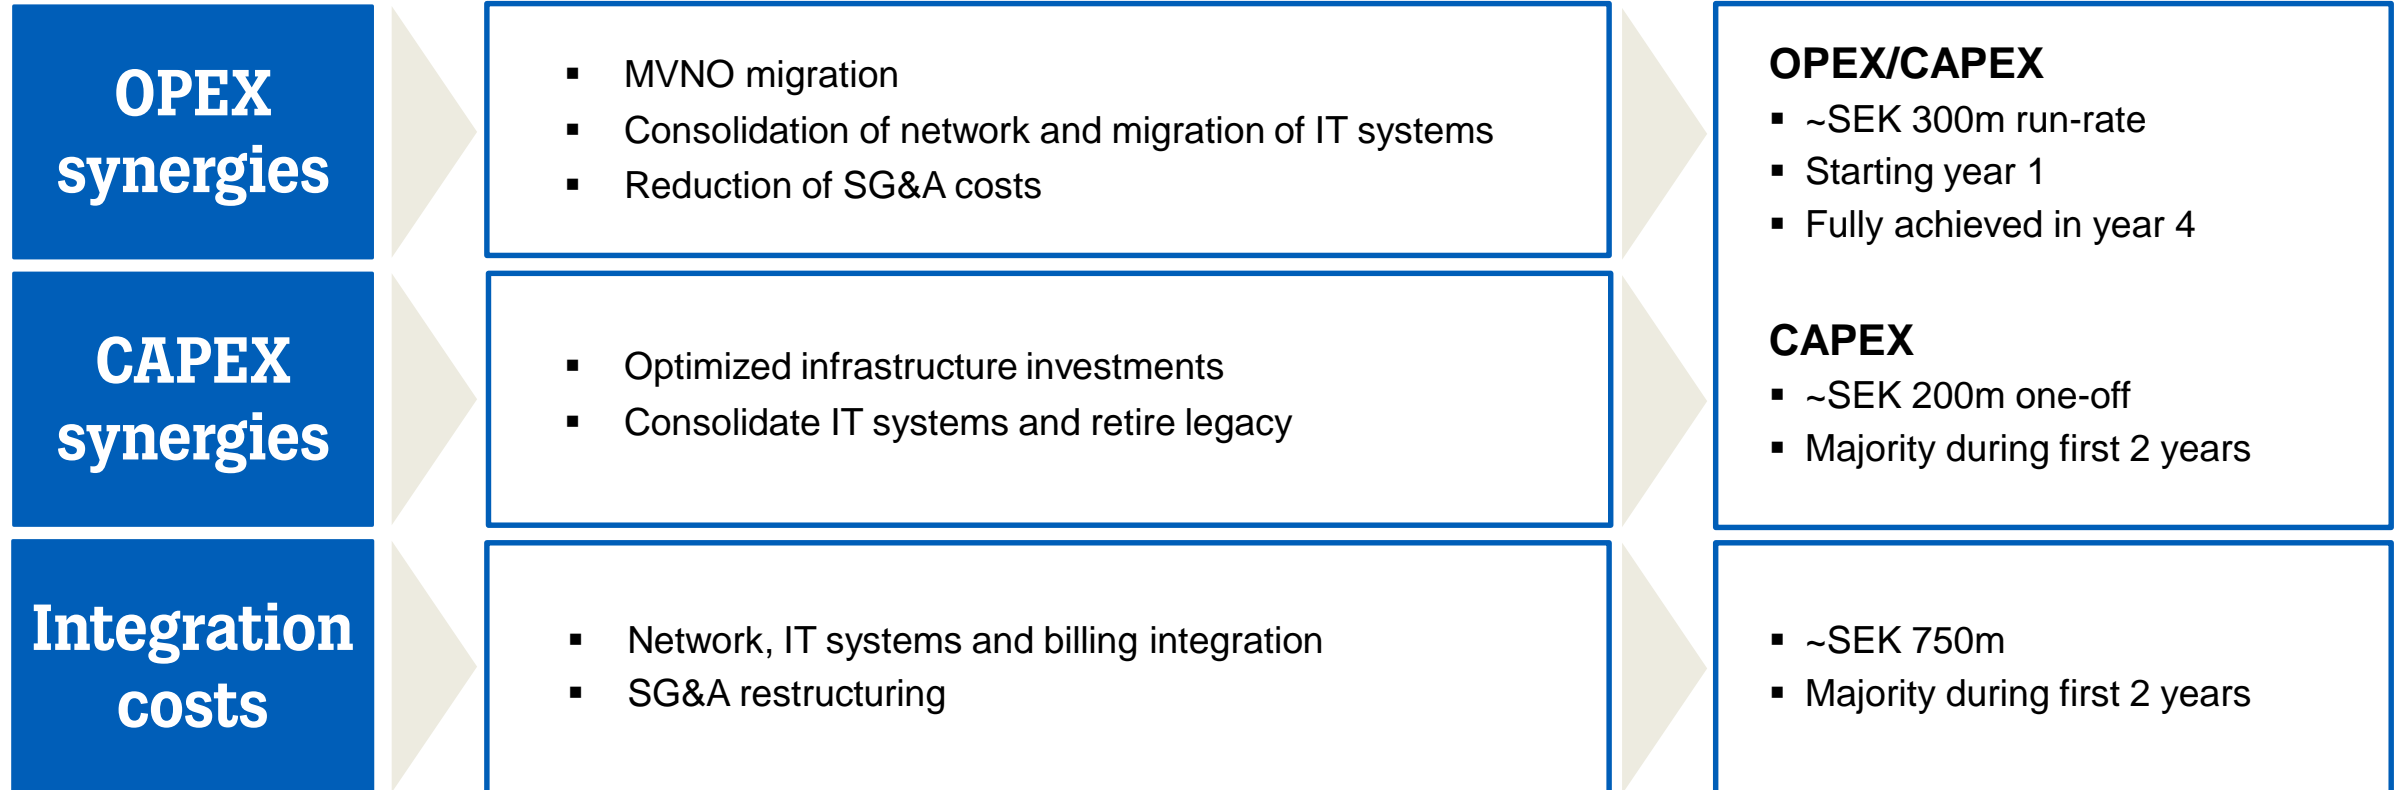 OPEX
synergies
▪ MVNO migration
▪ Consolidation of network and migration of IT systems
▪ Reduction of SG&A costs
OPEX/CAPEX
▪ ~SEK 300m run-rate
▪ Starting year 1
▪ Fully achieved in year 4
CAPEX
synergies
▪ Optimized infrastructure investments
▪ Consolidate IT systems and retire legacy
CAPEX
▪ ~SEK 200m one-off
▪ Majority during first 2 years
Integration
costs
▪ Network, IT systems and billing integration
▪ SG&A restructuring
▪ ~SEK 750m
▪ Majority during first 2 years